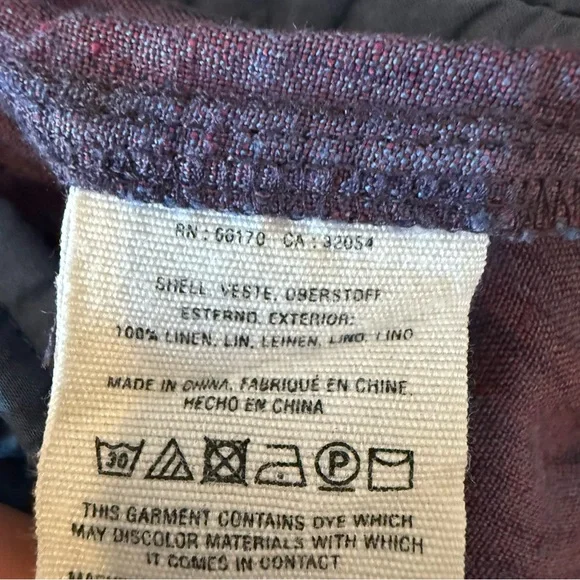 RN: 66170 CA: 32054
SHELL, VESTE, OBERSTOFF
ESTERNO, EXTERIOR:
100% LINEN, LIN, LEINEN, LINO, LINO
MADE IN CHINA, FABRIQUÉ EN CHINE,
HECHO EN CHINA
30 P
THIS GARMENT CONTAINS DYE WHICH
MAY DISCOLOR MATERIALS WITH WHICH
IT COMES IN CONTACT